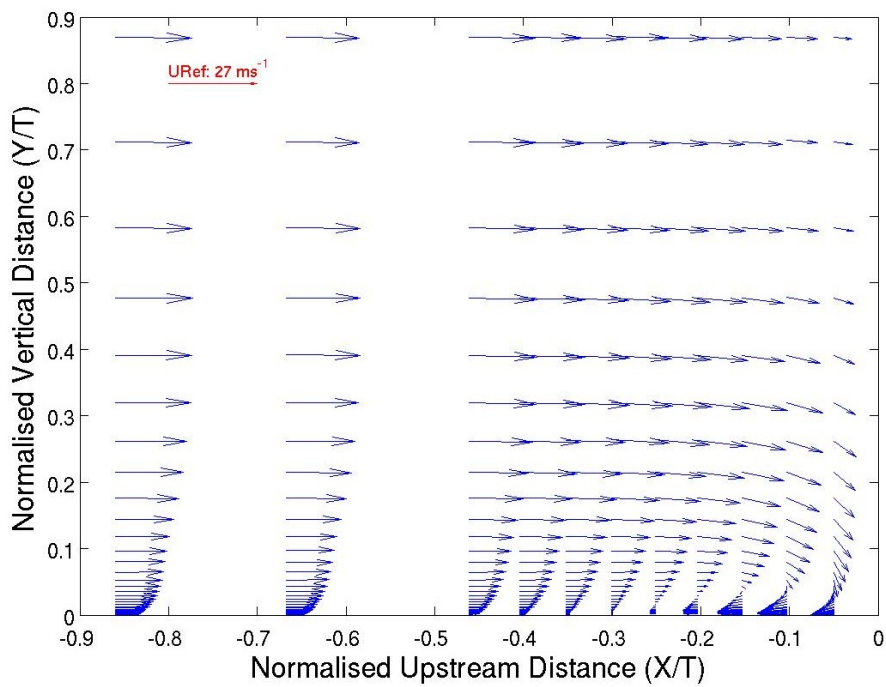 0.9
0.8
0.7
0.6
0.5
0.4
0.3
0.2
0.1
0
Normalised Vertical Distance (Y/T)
URef: 27 ms⁻¹
-0.9 -0.8 -0.7 -0.6 -0.5 -0.4 -0.3 -0.2 -0.1 0
Normalised Upstream Distance (X/T)